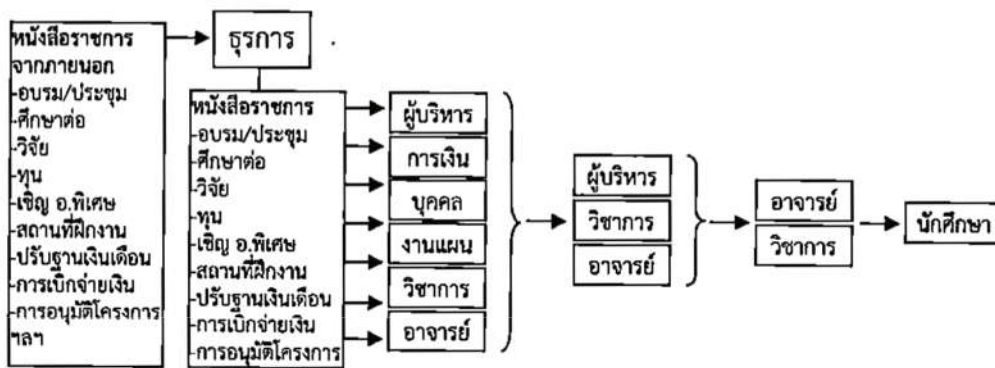 หนังสือราชการ
จากภายนอก
-อบรม/ประชุม
-ศึกษาต่อ
-วิจัย
-ทุน
-เชิญ อ.พิเศษ
-สถานที่ฝึกงาน
-ปรับฐานเงินเดือน
-การเบิกจ่ายเงิน
-การอนุมัติโครงการ
ฯลฯ
ธุรการ
หนังสือราชการ
-อบรม/ประชุม
-ศึกษาต่อ
-วิจัย
-ทุน
-เชิญ อ.พิเศษ
-สถานที่ฝึกงาน
-ปรับฐานเงินเดือน
-การเบิกจ่ายเงิน
-การอนุมัติโครงการ
ผู้บริหาร
การเงิน
บุคคล
งานแผน
วิชาการ
อาจารย์
ผู้บริหาร
วิชาการ
อาจารย์
อาจารย์
วิชาการ
นักศึกษา